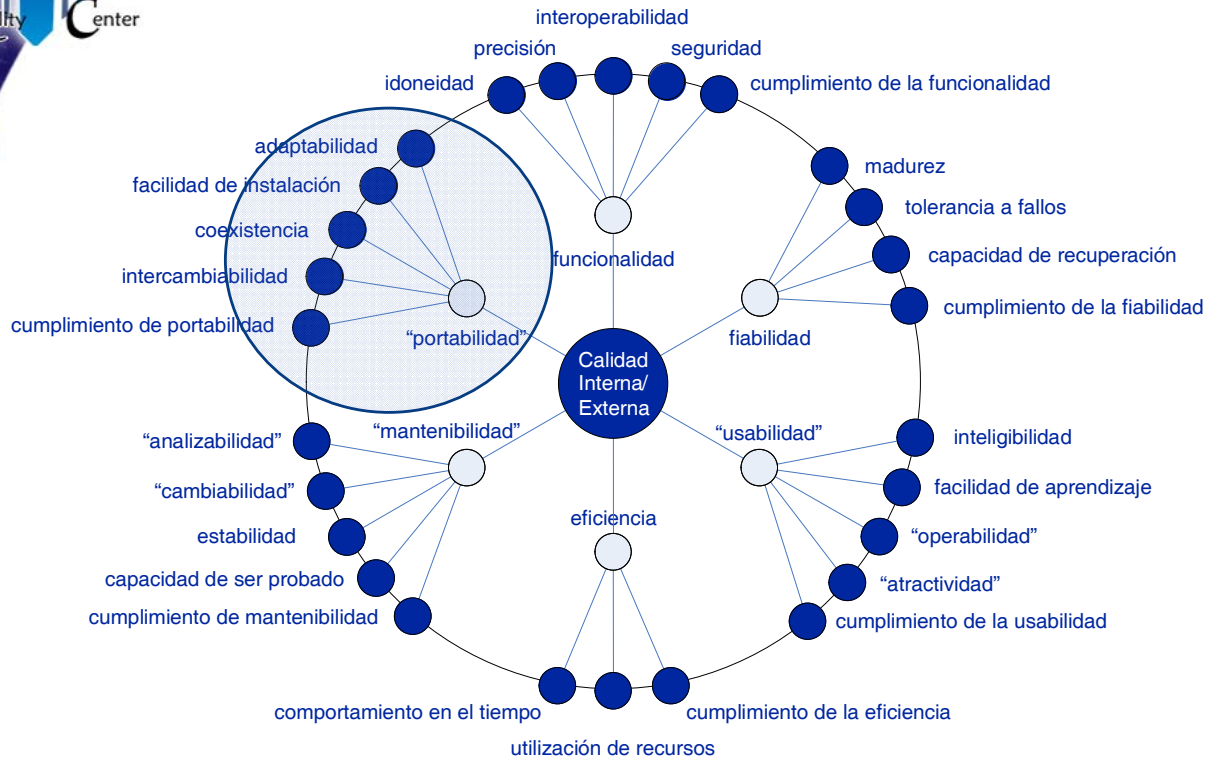 Center
interoperabilidad
precisión
seguridad
idoneidad
cumplimiento de la funcionalidad
adaptabilidad
madurez
facilidad de instalación
tolerancia a fallos
coexistencia
funcionalidad
capacidad de recuperación
intercambiabilidad
cumplimiento de la fiabilidad
cumplimiento de portabilidad
“portabilidad”
fiabilidad
Calidad
Interna/
Externa
“mantenibilidad”
“usabilidad”
“analizabilidad”
inteligibilidad
“cambiabilidad”
facilidad de aprendizaje
eficiencia
estabilidad
“operabilidad”
capacidad de ser probado
“atractividad”
cumplimiento de mantenibilidad
cumplimiento de la usabilidad
comportamiento en el tiempo
cumplimiento de la eficiencia
utilización de recursos